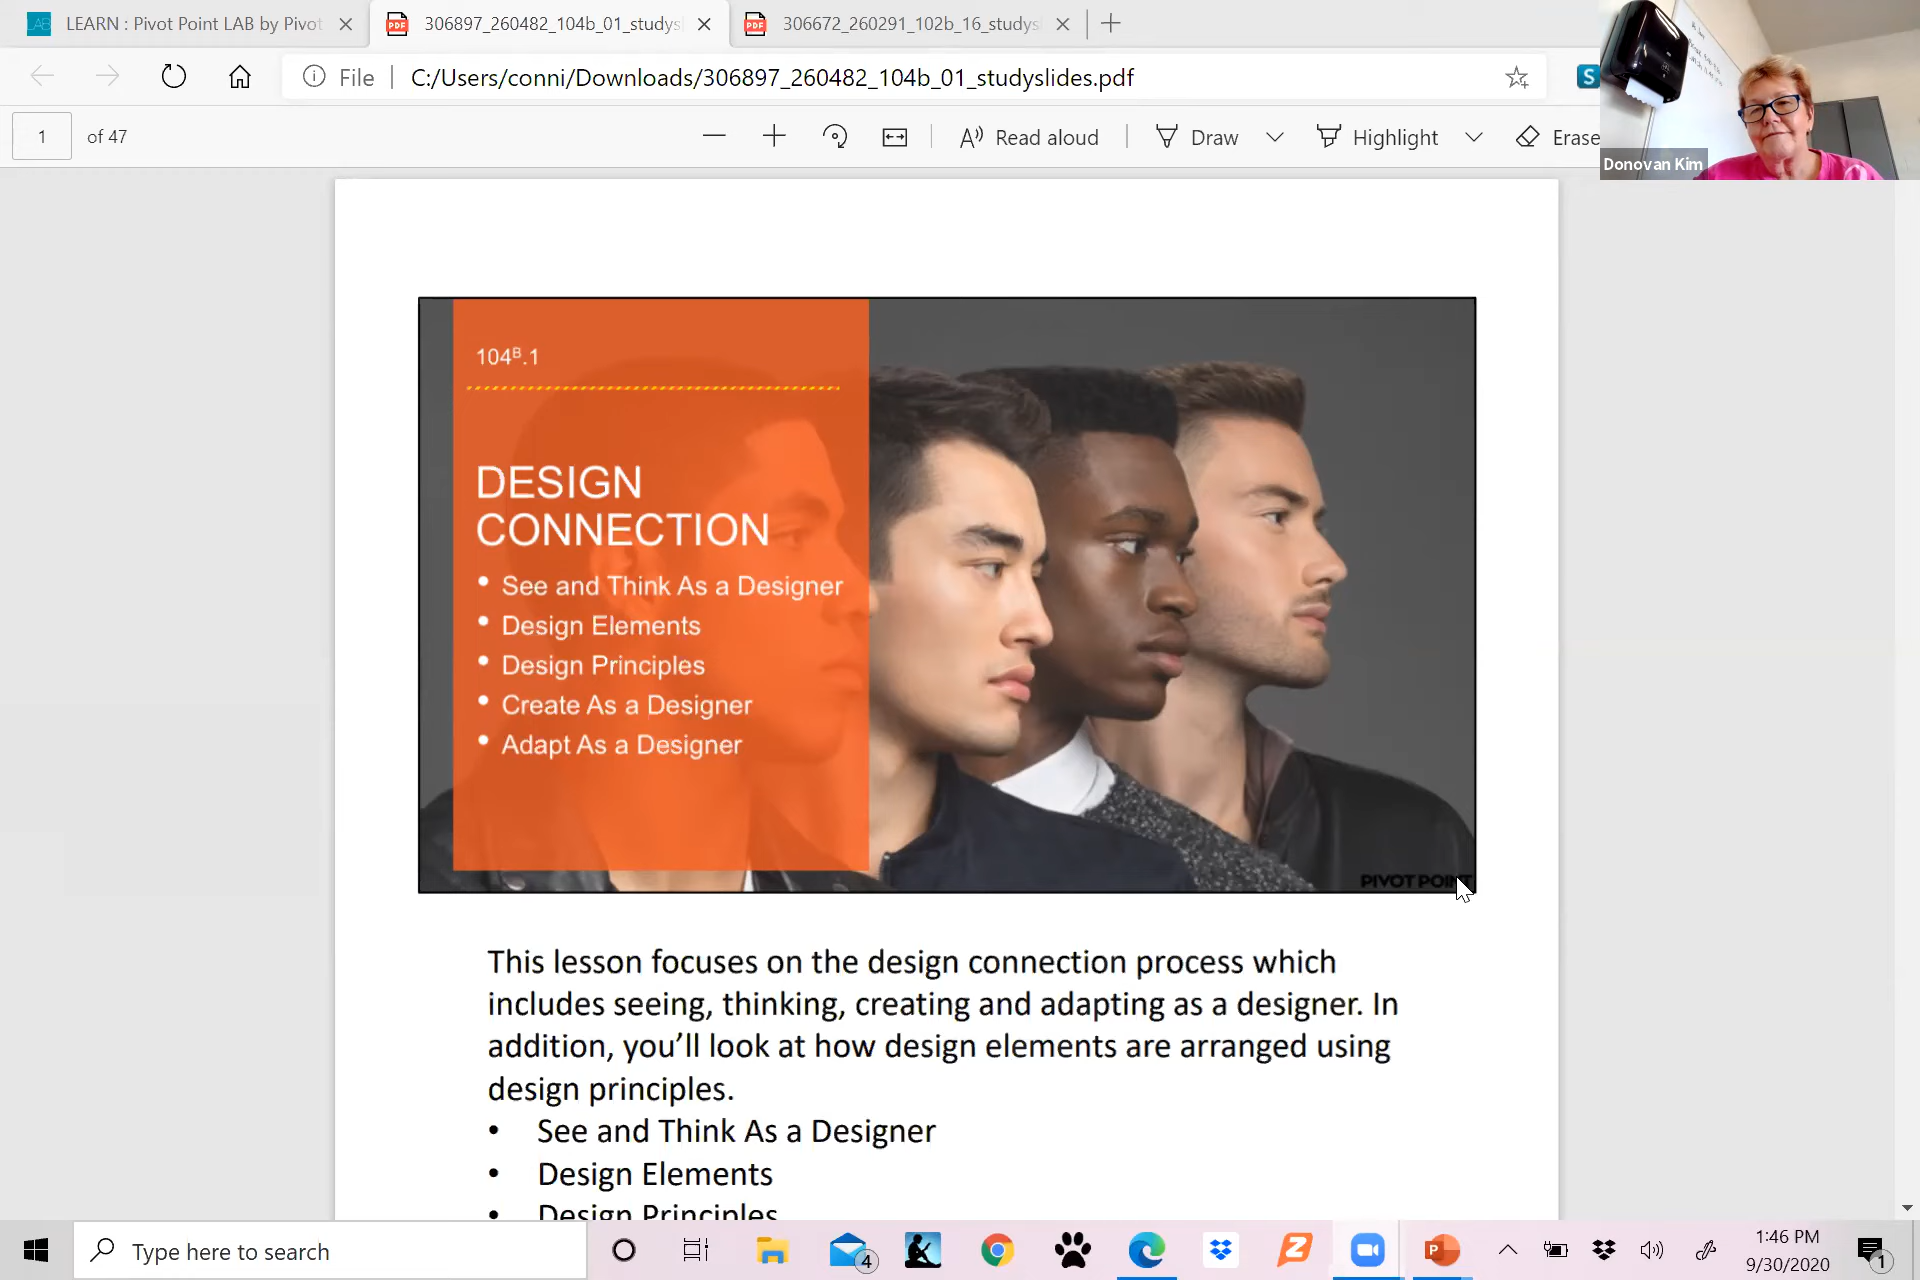 LEARN : Pivot Point LAB by Pivot
306897_260482_104b_01_studys
306672_260291_102b_16_studys
File
C:/Users/conni/Downloads/306897_260482_104b_01_studyslides.pdf
1 of 47
Read aloud
Draw
Highlight
Erase
Donovan Kim
104B.1
DESIGN
CONNECTION
• See and Think As a Designer
• Design Elements
• Design Principles
• Create As a Designer
• Adapt As a Designer
PIVOT POINT
This lesson focuses on the design connection process which
includes seeing, thinking, creating and adapting as a designer. In
addition, you’ll look at how design elements are arranged using
design principles.
• See and Think As a Designer
• Design Elements
• Design Principles
Type here to search
4
1:46 PM
9/30/2020
1